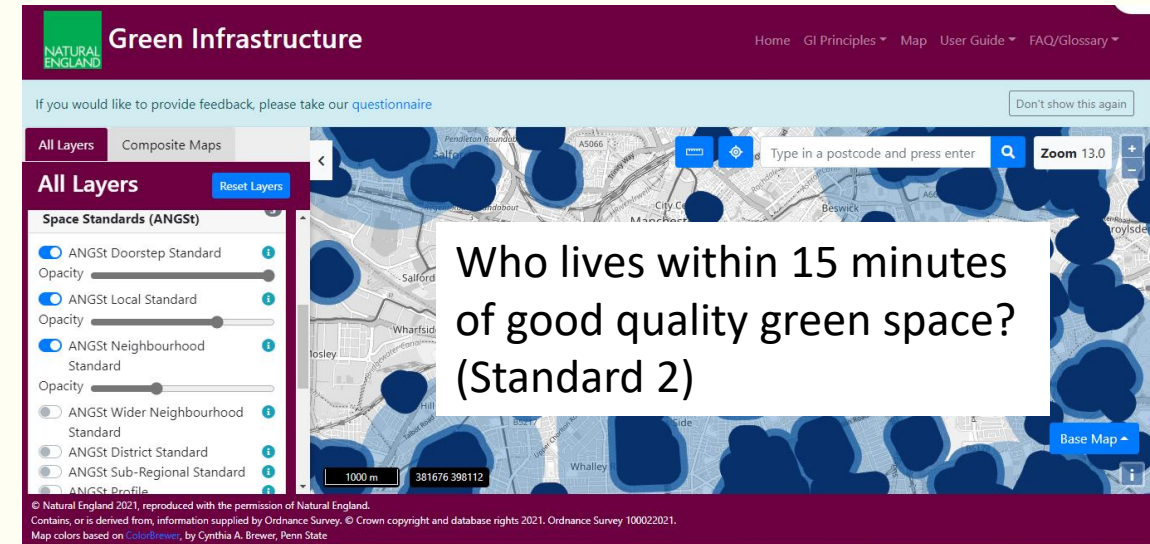 NATURAL
ENGLAND
Green Infrastructure
Home GI Principles Map User Guide FAQ/Glossary
If you would like to provide feedback, please take our questionnaire
Don't show this again
All Layers Composite Maps
Type in a postcode and press enter
Zoom 13.0
+
-
All Layers
Reset Layers
Space Standards (ANGSt)
ANGSt Doorstep Standard
Opacity
ANGSt Local Standard
Opacity
ANGSt Neighbourhood
Standard
Opacity
ANGSt Wider Neighbourhood
Standard
ANGSt District Standard
ANGSt Sub-Regional Standard
ANGSt Profile
Pendleton Roundabout
A5066
Beswick
Salford
Whalley
Who lives within 15 minutes
of good quality green space?
(Standard 2)
Base Map
1000 m
381676 398112
© Natural England 2021, reproduced with the permission of Natural England.
Contains, or is derived from, information supplied by Ordnance Survey. © Crown copyright and database rights 2021. Ordnance Survey 100022021.
Map colors based on ColorBrewer, by Cynthia A. Brewer, Penn State